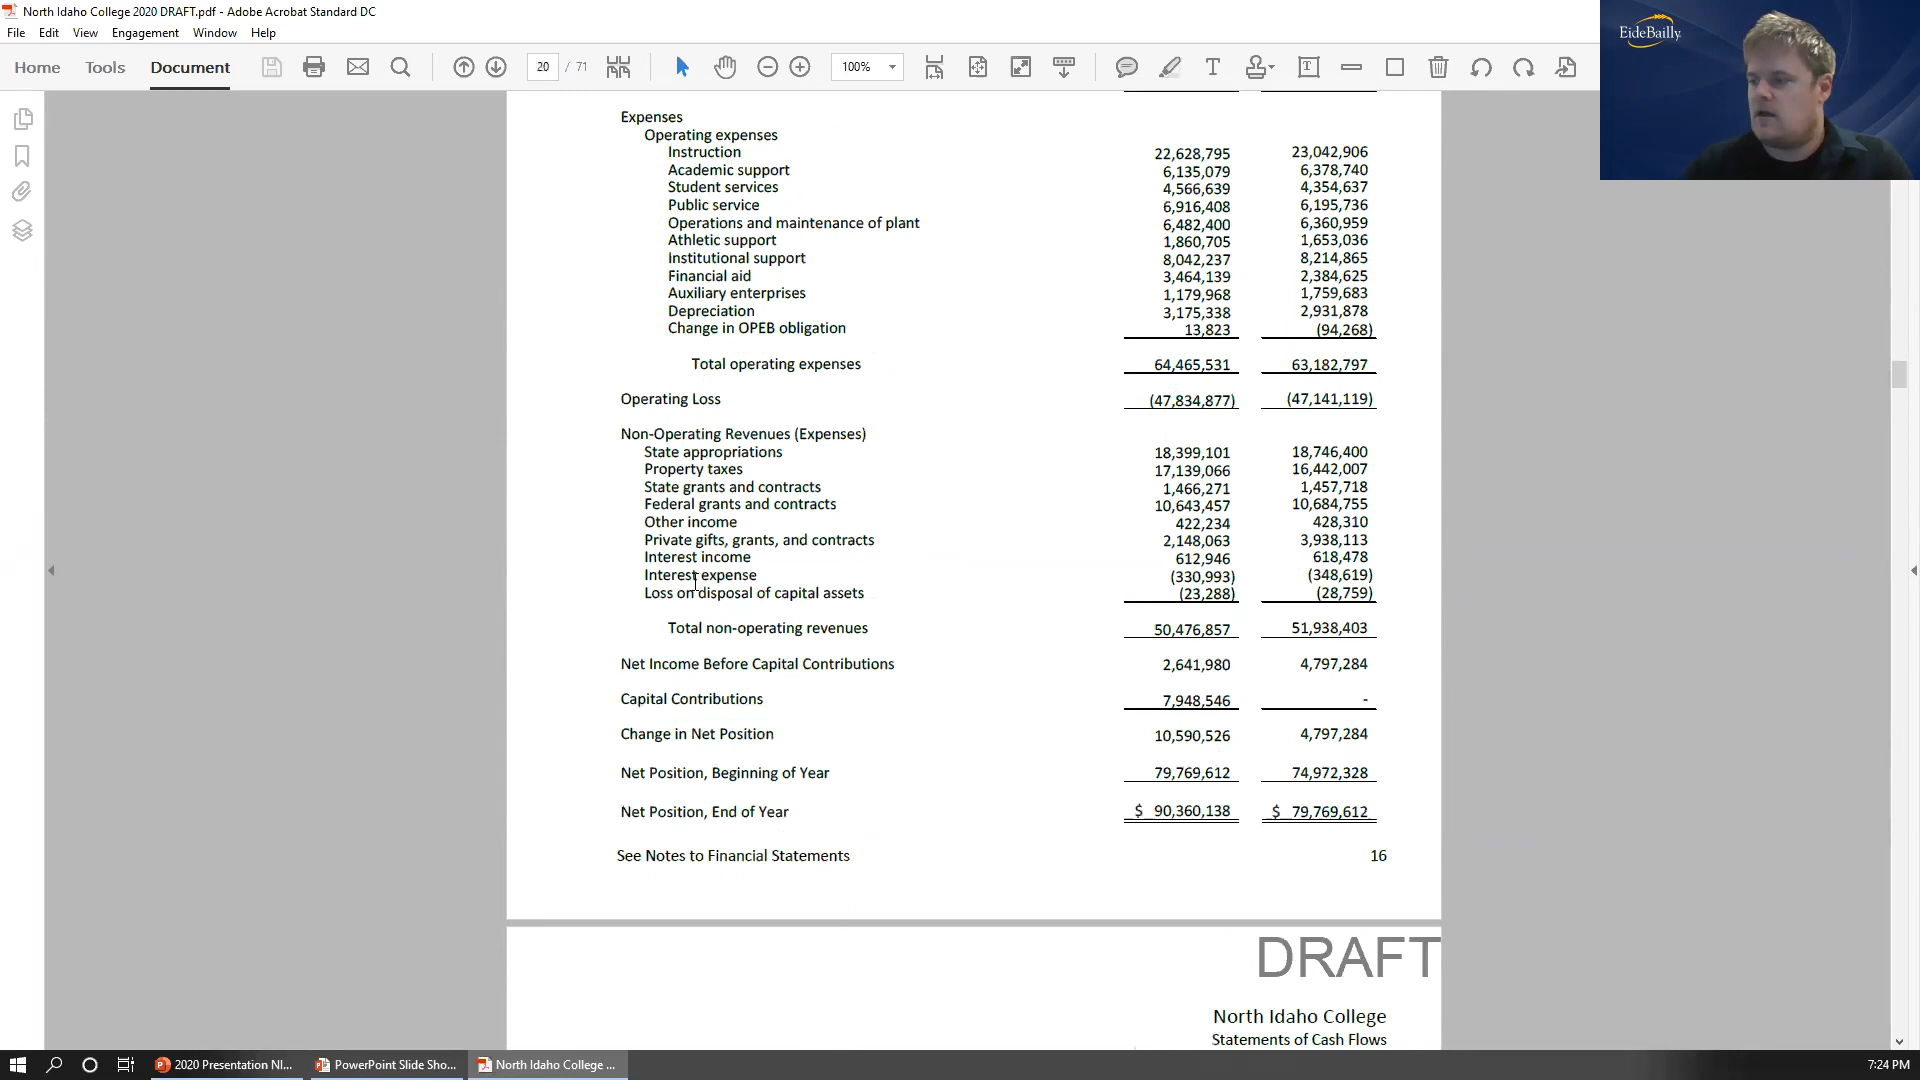 North Idaho College 2020 DRAFT.pdf - Adobe Acrobat Standard DC
EideBailly
File Edit View Engagement Window Help
Home Tools Document 20 / 71 100%
Expenses
Operating expenses
Instruction 22,628,795 23,042,906
Academic support 6,135,079 6,378,740
Student services 4,566,639 4,354,637
Public service 6,916,408 6,195,736
Operations and maintenance of plant 6,482,400 6,360,959
Athletic support 1,860,705 1,653,036
Institutional support 8,042,237 8,214,865
Financial aid 3,464,139 2,384,625
Auxiliary enterprises 1,179,968 1,759,683
Depreciation 3,175,338 2,931,878
Change in OPEB obligation 13,823 (94,268)
Total operating expenses 64,465,531 63,182,797
Operating Loss (47,834,877) (47,141,119)
Non-Operating Revenues (Expenses)
State appropriations 18,399,101 18,746,400
Property taxes 17,139,066 16,442,007
State grants and contracts 1,466,271 1,457,718
Federal grants and contracts 10,643,457 10,684,755
Other income 422,234 428,310
Private gifts, grants, and contracts 2,148,063 3,938,113
Interest income 612,946 618,478
Interest expense (330,993) (348,619)
Loss on disposal of capital assets (23,288) (28,759)
Total non-operating revenues 50,476,857 51,938,403
Net Income Before Capital Contributions 2,641,980 4,797,284
Capital Contributions 7,948,546 -
Change in Net Position 10,590,526 4,797,284
Net Position, Beginning of Year 79,769,612 74,972,328
Net Position, End of Year $ 90,360,138 $ 79,769,612
See Notes to Financial Statements 16
DRAFT
North Idaho College
Statements of Cash Flows
2020 Presentation NI... PowerPoint Slide Sho... North Idaho College ... 7:24 PM